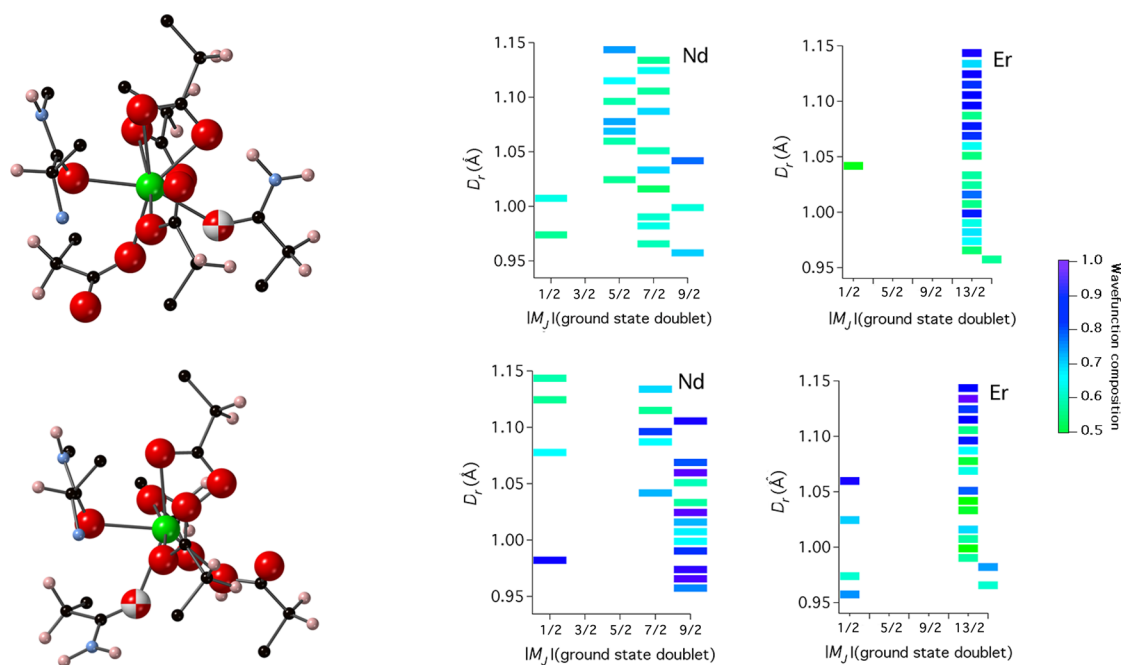 Nd
1.15
1.10
1.05
1.00
0.95
D_r (Å)
1/2 3/2 5/2 7/2 9/2
|M_J|(ground state doublet)
Er
1.15
1.10
1.05
1.00
0.95
D_r (Å)
1/2 5/2 9/2 13/2
|M_J|(ground state doublet)
Nd
1.15
1.10
1.05
1.00
0.95
D_r (Å)
1/2 5/2 7/2 9/2
|M_J|(ground state doublet)
Er
1.15
1.10
1.05
1.00
0.95
D_r (Å)
1/2 5/2 9/2 13/2
|M_J|(ground state doublet)
1.0
0.9
0.8
0.7
0.6
0.5
Wavefunction composition